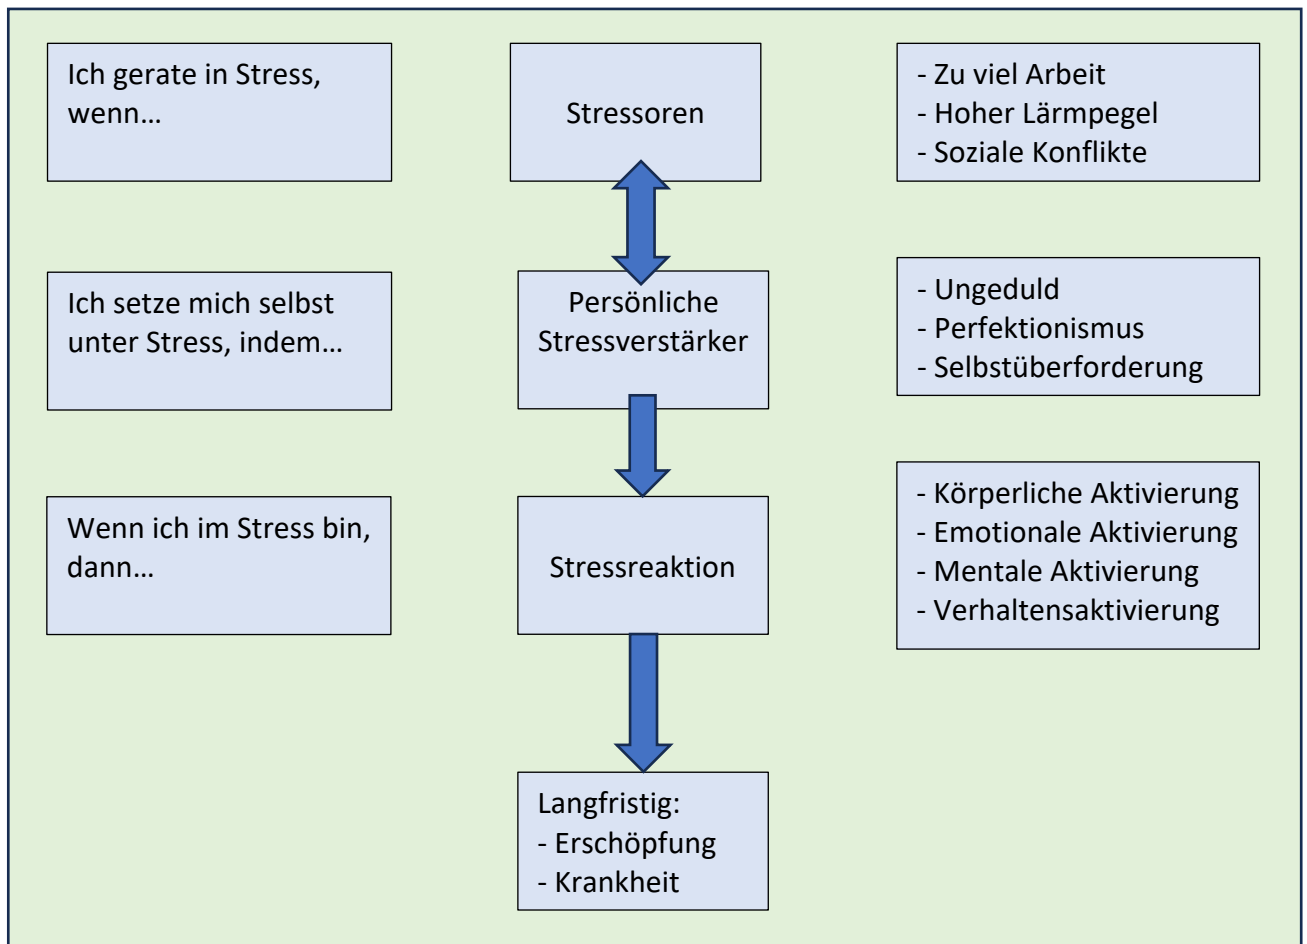 Ich gerate in Stress,
wenn…
Stressoren
- Zu viel Arbeit
- Hoher Lärmpegel
- Soziale Konflikte
Ich setze mich selbst
unter Stress, indem…
Persönliche
Stressverstärker
- Ungeduld
- Perfektionismus
- Selbstüberforderung
Wenn ich im Stress bin,
dann…
Stressreaktion
- Körperliche Aktivierung
- Emotionale Aktivierung
- Mentale Aktivierung
- Verhaltensaktivierung
Langfristig:
- Erschöpfung
- Krankheit